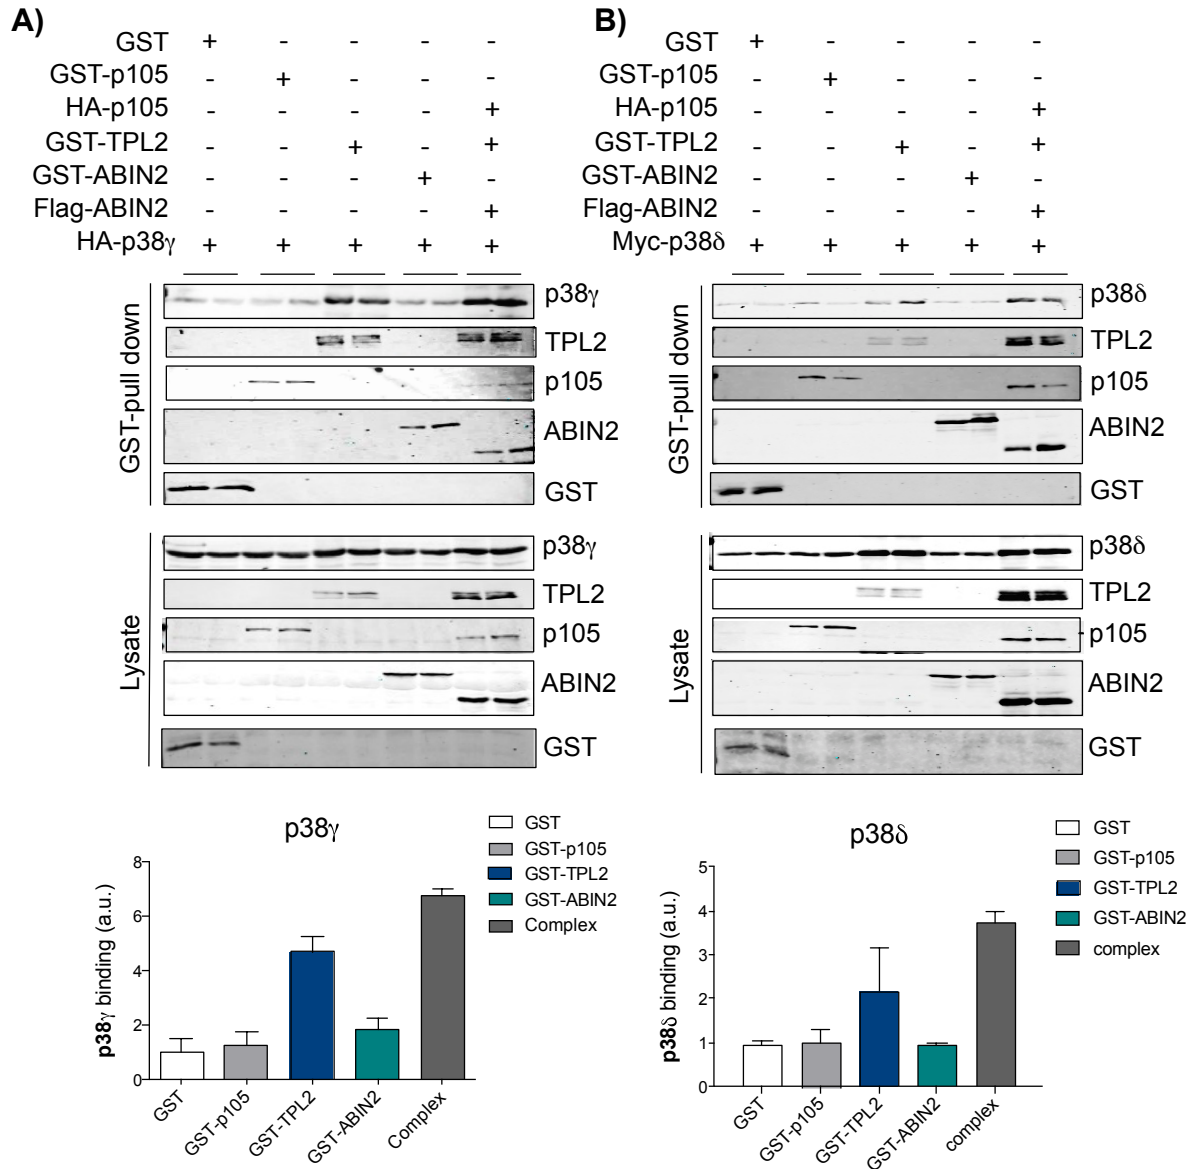 A)
GST + - - - -
GST-p105 - + - - -
HA-p105 - - - - +
GST-TPL2 - - + - +
GST-ABIN2 - - - + -
Flag-ABIN2 - - - - +
HA-p38γ + + + + +
GST-pull down
p38γ
TPL2
p105
ABIN2
GST
Lysate
p38γ
TPL2
p105
ABIN2
GST
p38γ
GST
GST-p105
GST-TPL2
GST-ABIN2
Complex
p38γ binding (a.u.)
8
6
4
2
0
GST
GST-p105
GST-TPL2
GST-ABIN2
Complex
B)
GST + - - - -
GST-p105 - + - - -
HA-p105 - - - - +
GST-TPL2 - - + - +
GST-ABIN2 - - - + -
Flag-ABIN2 - - - - +
Myc-p38δ + + + + +
GST-pull down
p38δ
TPL2
p105
ABIN2
GST
Lysate
p38δ
TPL2
p105
ABIN2
GST
p38δ
GST
GST-p105
GST-TPL2
GST-ABIN2
complex
p38δ binding (a.u.)
5
4
3
2
1
0
GST
GST-p105
GST-TPL2
GST-ABIN2
complex